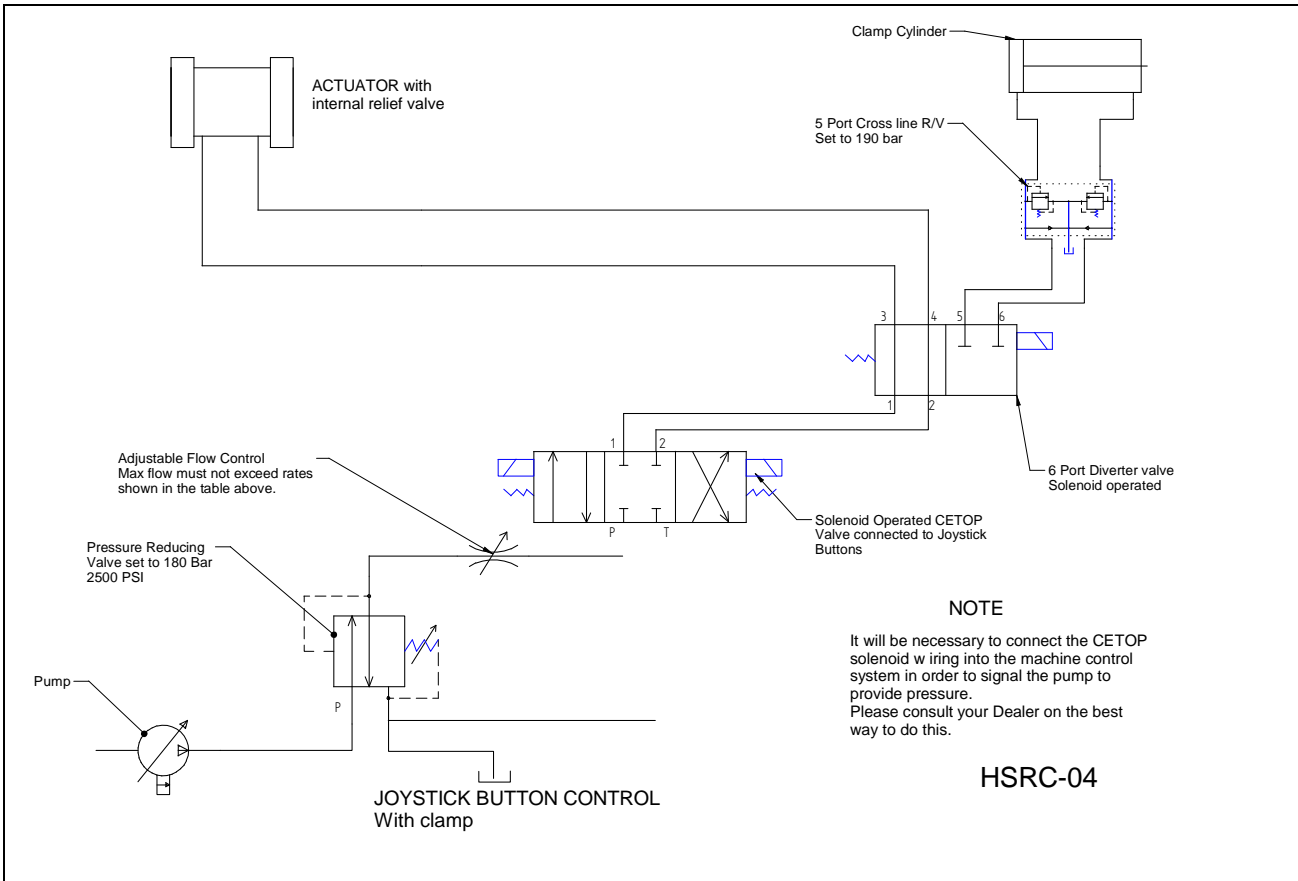 Clamp Cylinder
ACTUATOR with
internal relief valve
5 Port Cross line R/V
Set to 190 bar
3 4 5 6
1 2
1 2
Adjustable Flow Control
Max flow must not exceed rates
shown in the table above.
6 Port Diverter valve
Solenoid operated
P T
Solenoid Operated CETOP
Valve connected to Joystick
Buttons
Pressure Reducing
Valve set to 180 Bar
2500 PSI
NOTE
It will be necessary to connect the CETOP
solenoid w iring into the machine control
system in order to signal the pump to
provide pressure.
Please consult your Dealer on the best
way to do this.
Pump
P
HSRC-04
JOYSTICK BUTTON CONTROL
With clamp